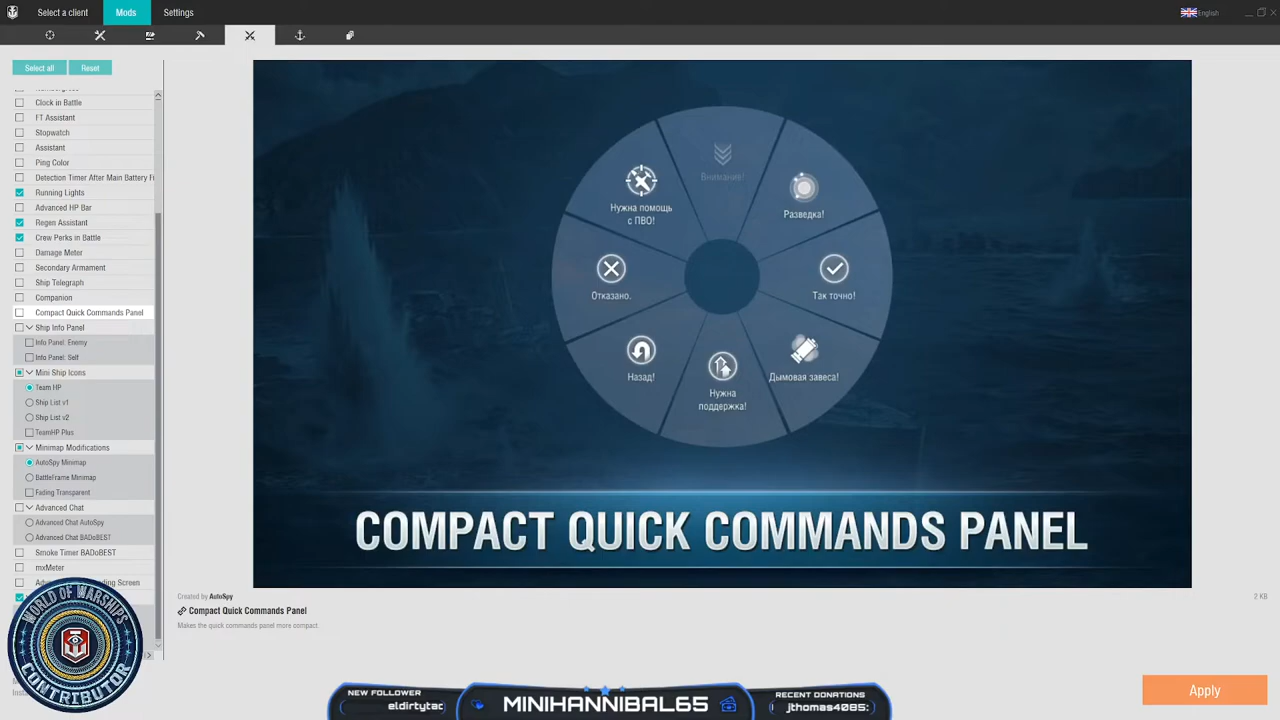 Select a client
Mods
Settings
English
Select all
Reset
Clock in Battle
FT Assistant
Stopwatch
Assistant
Ping Color
Detection Timer After Main Battery Fi
Running Lights
Advanced HP Bar
Regen Assistant
Crew Perks in Battle
Damage Meter
Secondary Armament
Ship Telegraph
Companion
Compact Quick Commands Panel
Ship Info Panel
Info Panel: Enemy
Info Panel: Self
Mini Ship Icons
Team HP
Ship List v1
Ship List v2
TeamHP Plus
Minimap Modifications
AutoSpy Minimap
BattleFrame Minimap
Fading Transparent
Advanced Chat
Advanced Chat AutoSpy
Advanced Chat BADoBEST
Smoke Timer BADoBEST
mxMeter
Внимание!
Разведка!
Так точно!
Дымовая завеса!
Нужна
поддержка!
Назад!
Отказано.
Нужна помощь
с ПВО!
COMPACT QUICK COMMANDS PANEL
Created by AutoSpy
2 KB
Compact Quick Commands Panel
Makes the quick commands panel more compact
WORLD OF WARSHIPS
CONTRIBUTOR
NEW FOLLOWER
eldirtytac
MINIHANNIBAL65
RECENT DONATIONS
jthomas4085:
Apply